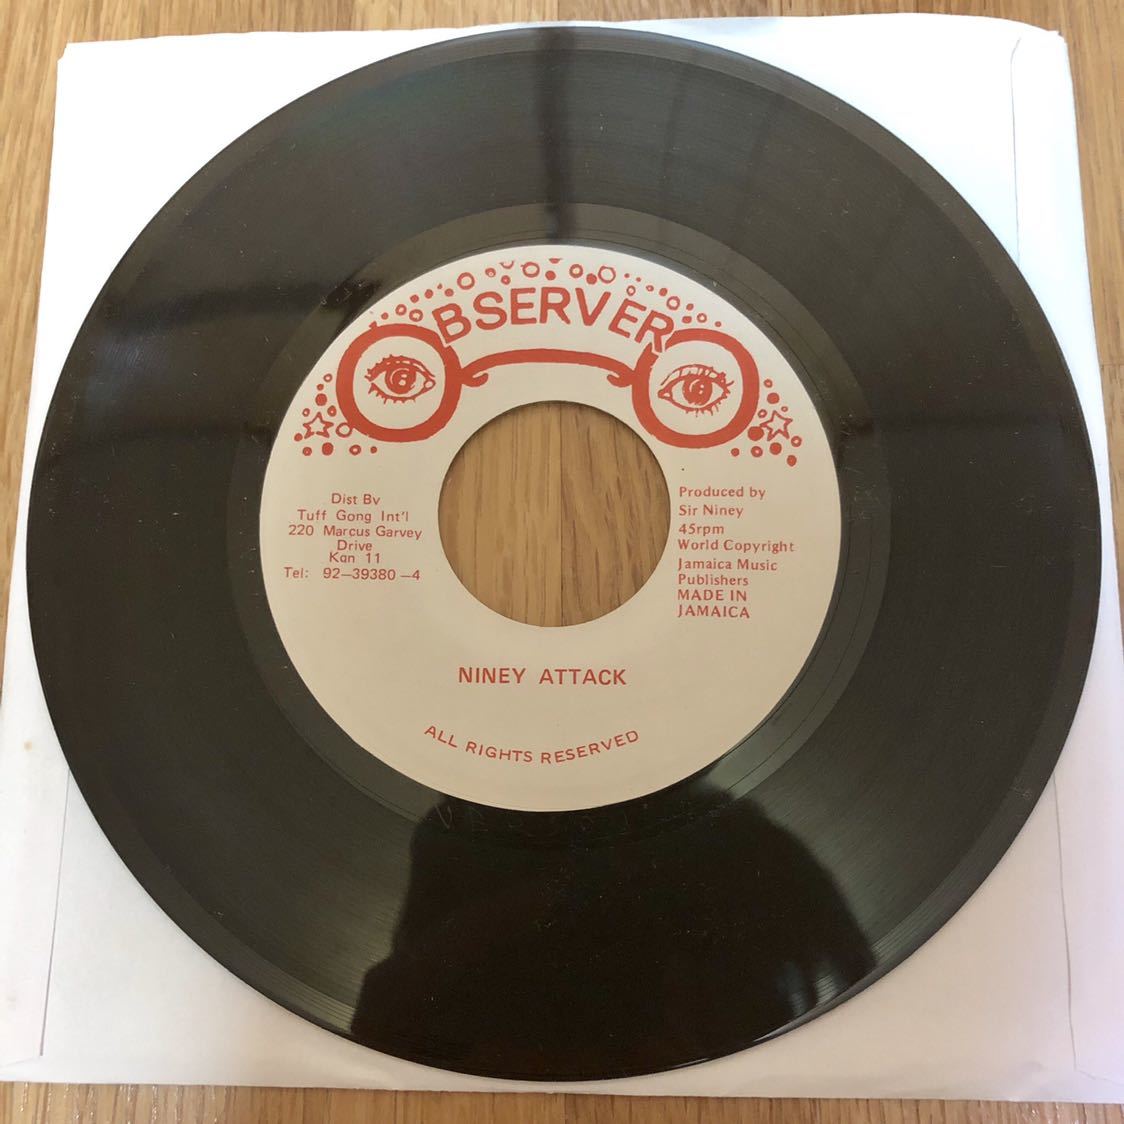 OBSERVER
Dist By
Tuff Gong Int'l
220 Marcus Garvey
Drive
Kgn 11
Tel: 92-39380-4
Produced by
Sir Niney
45rpm
World Copyright
Jamaica Music
Publishers
MADE IN
JAMAICA
NINEY ATTACK
ALL RIGHTS RESERVED